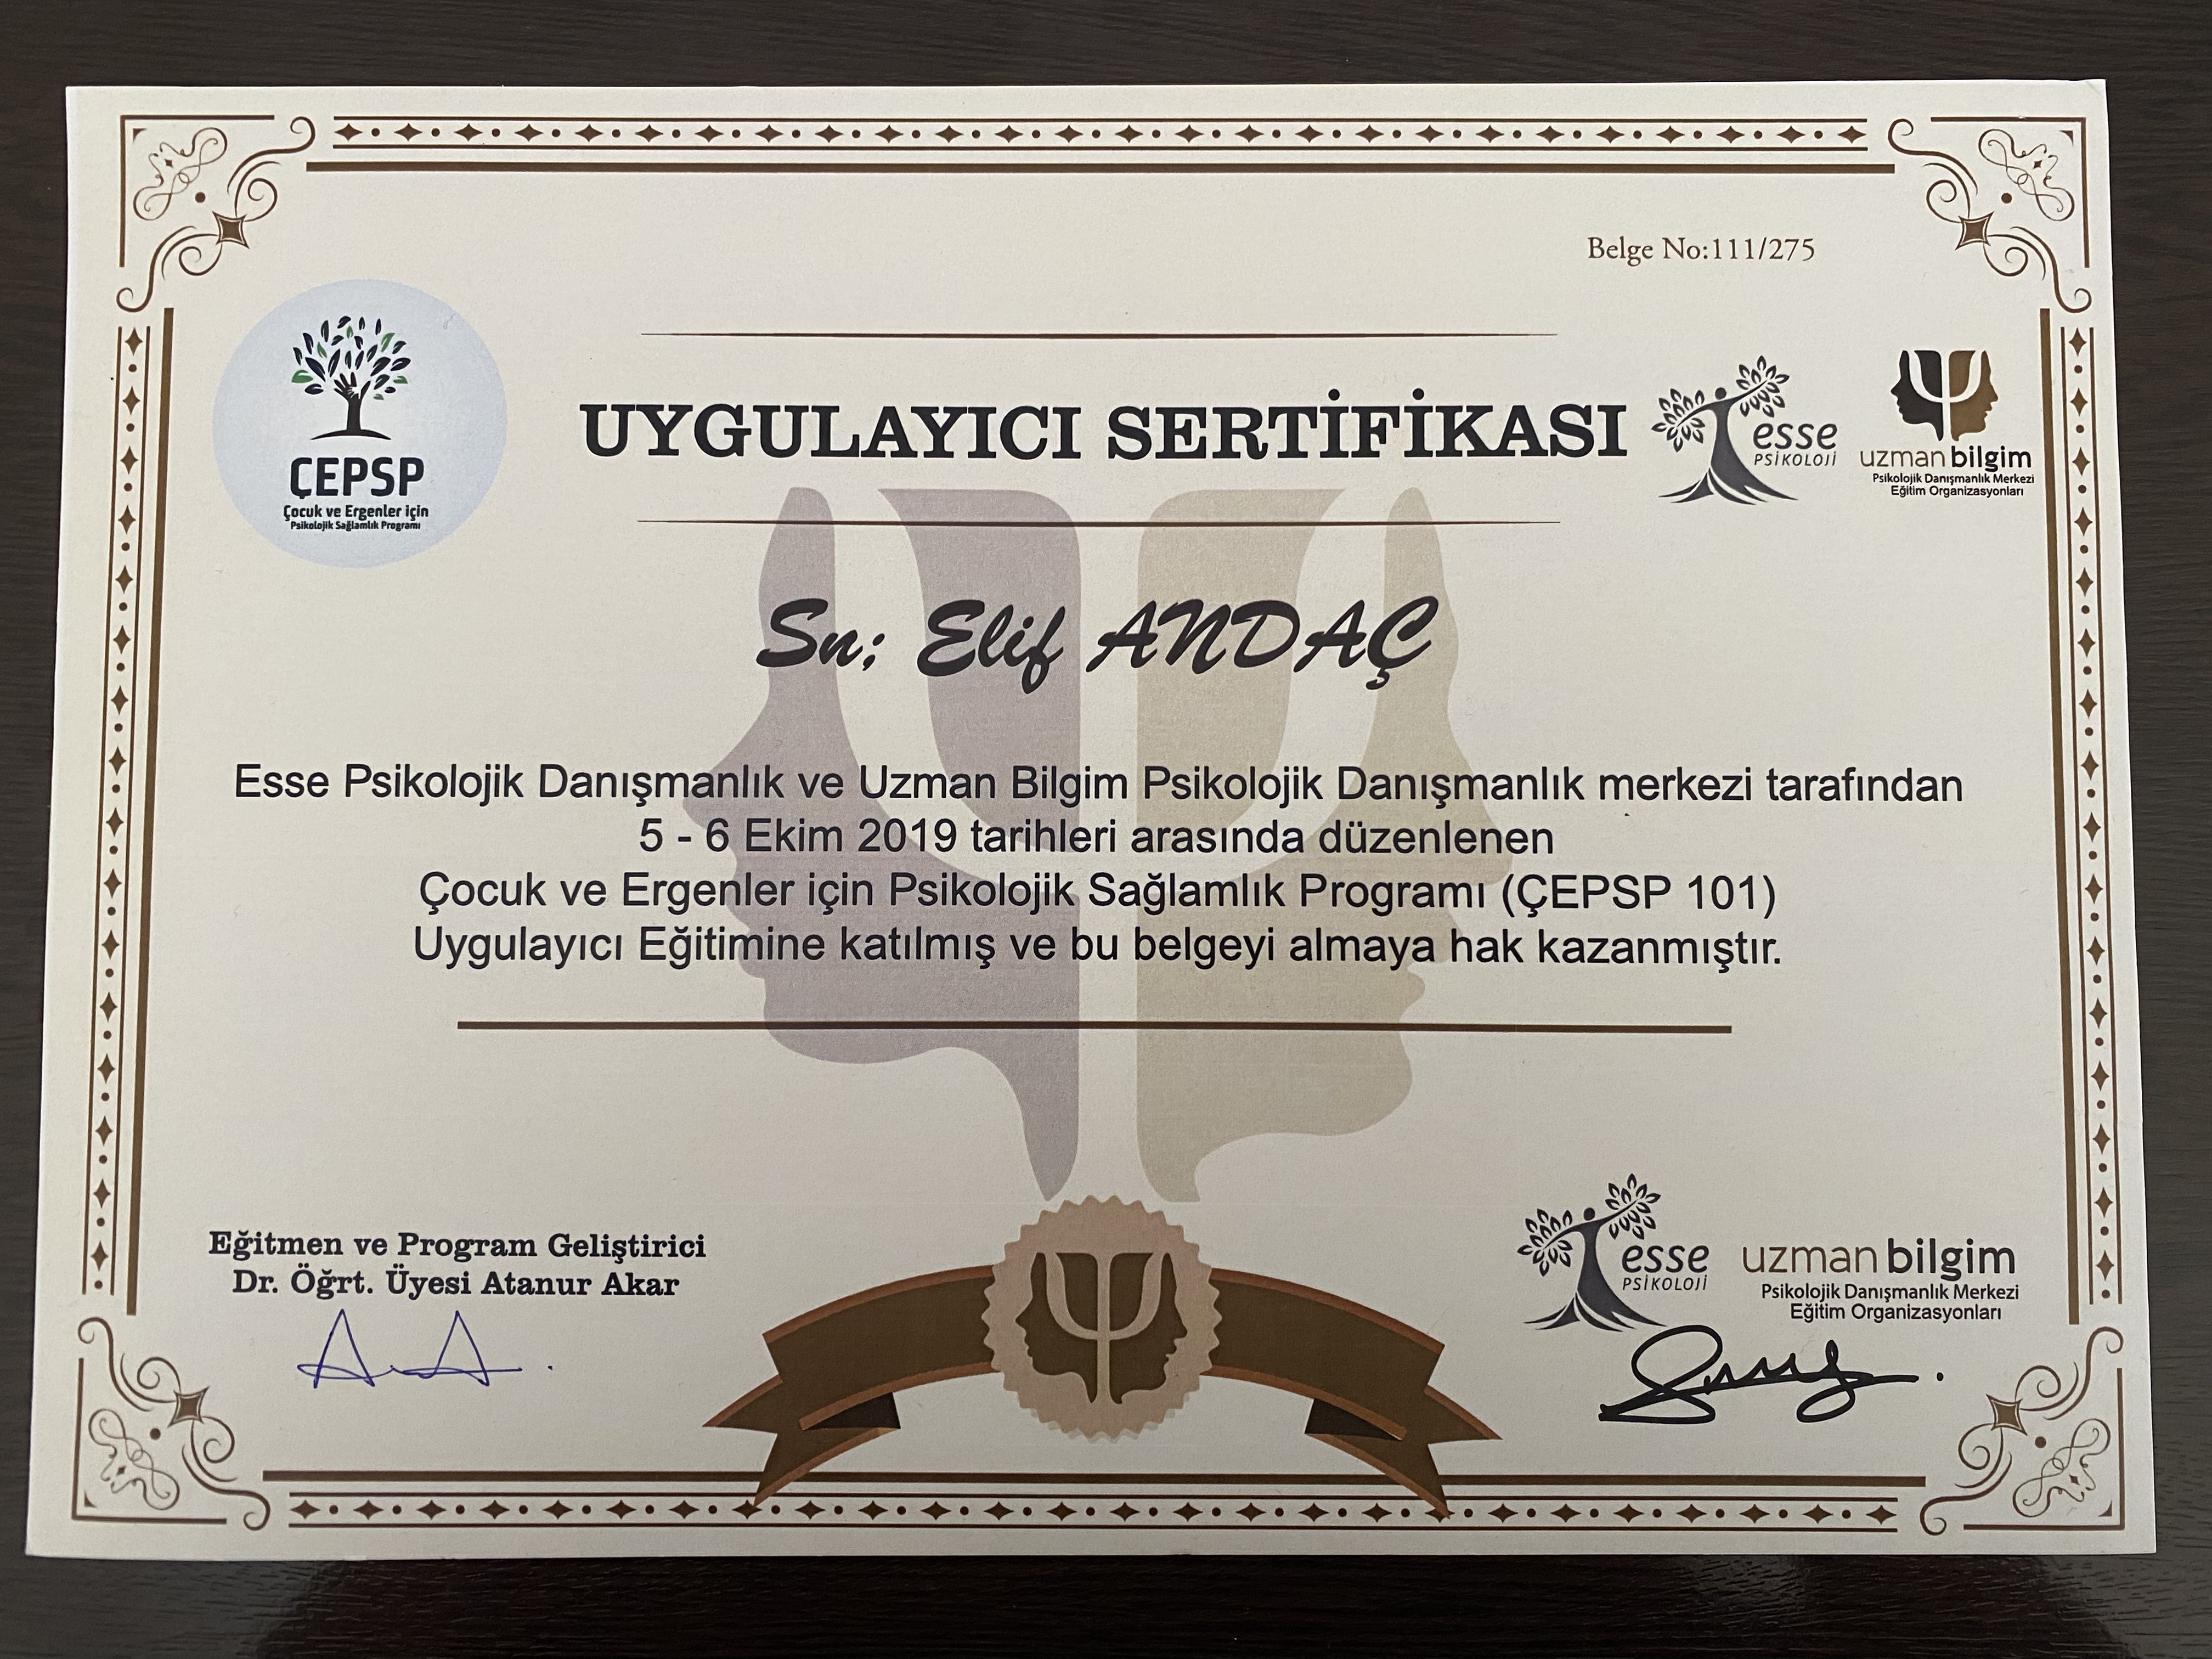 Belge No:111/275
ÇEPSP
Çocuk ve Ergenler için
Psikolojik Sağlamlık Programı
UYGULAYICI SERTİFİKASI
esse
PSİKOLOJİ
uzman bilgim
Psikolojik Danışmanlık Merkezi
Eğitim Organizasyonları
Sn; Elif ANDAÇ
Esse Psikolojik Danışmanlık ve Uzman Bilgim Psikolojik Danışmanlık merkezi tarafından
5 - 6 Ekim 2019 tarihleri arasında düzenlenen
Çocuk ve Ergenler için Psikolojik Sağlamlık Programı (ÇEPSP 101)
Uygulayıcı Eğitimine katılmış ve bu belgeyi almaya hak kazanmıştır.
Eğitmen ve Program Geliştirici
Dr. Öğrt. Üyesi Atanur Akar
esse
PSİKOLOJİ
uzman bilgim
Psikolojik Danışmanlık Merkezi
Eğitim Organizasyonları